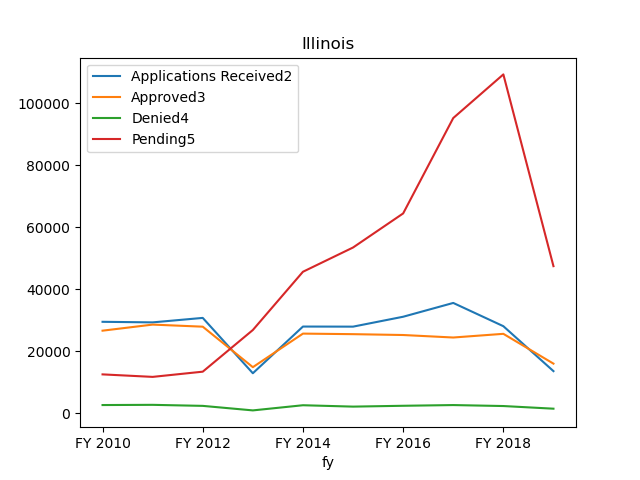 Illinois
Applications Received2
Approved3
Denied4
Pending5
100000
80000
60000
40000
20000
0
FY 2010 FY 2012 FY 2014 FY 2016 FY 2018
fy